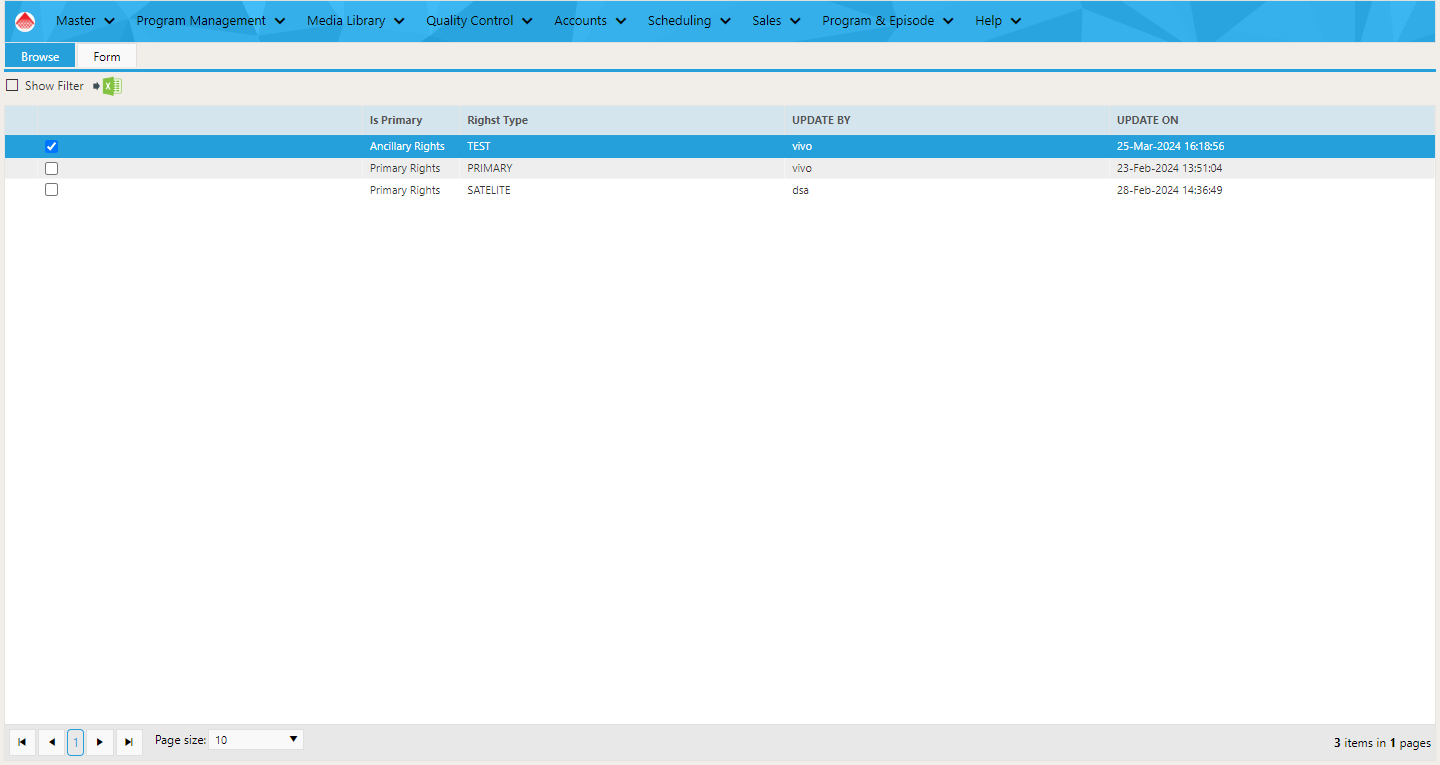 Master Program Management Media Library Quality Control Accounts Scheduling Sales Program & Episode Help
Browse Form
Show Filter
Is Primary Righst Type UPDATE BY UPDATE ON
Ancillary Rights TEST vivo 25-Mar-2024 16:18:56
Primary Rights PRIMARY vivo 23-Feb-2024 13:51:04
Primary Rights SATELITE dsa 28-Feb-2024 14:36:49
1 Page size: 10 3 items in 1 pages